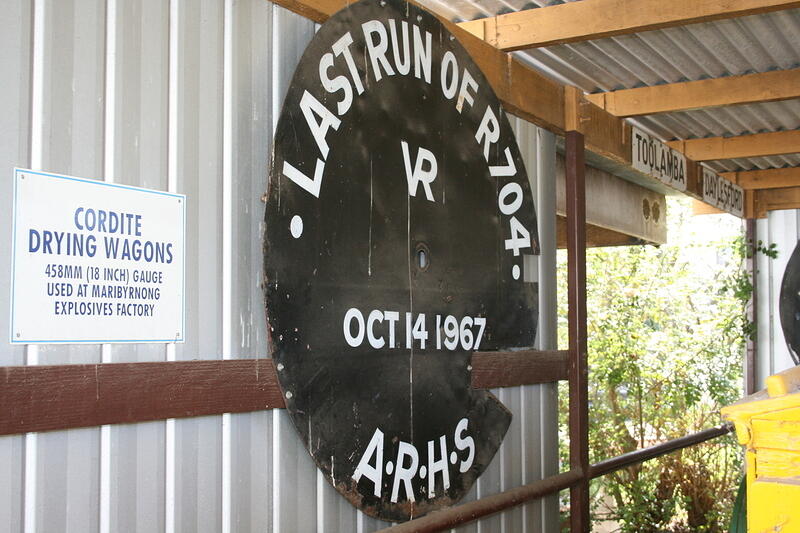 CORDITE
DRYING WAGONS
458MM (18 INCH) GAUGE
USED AT MARIBYRNONG
EXPLOSIVES FACTORY
• LAST RUN OF R704 •
VR
OCT 14 1967
A•R•H•S
TOOLAMBA
DAYLESFORD